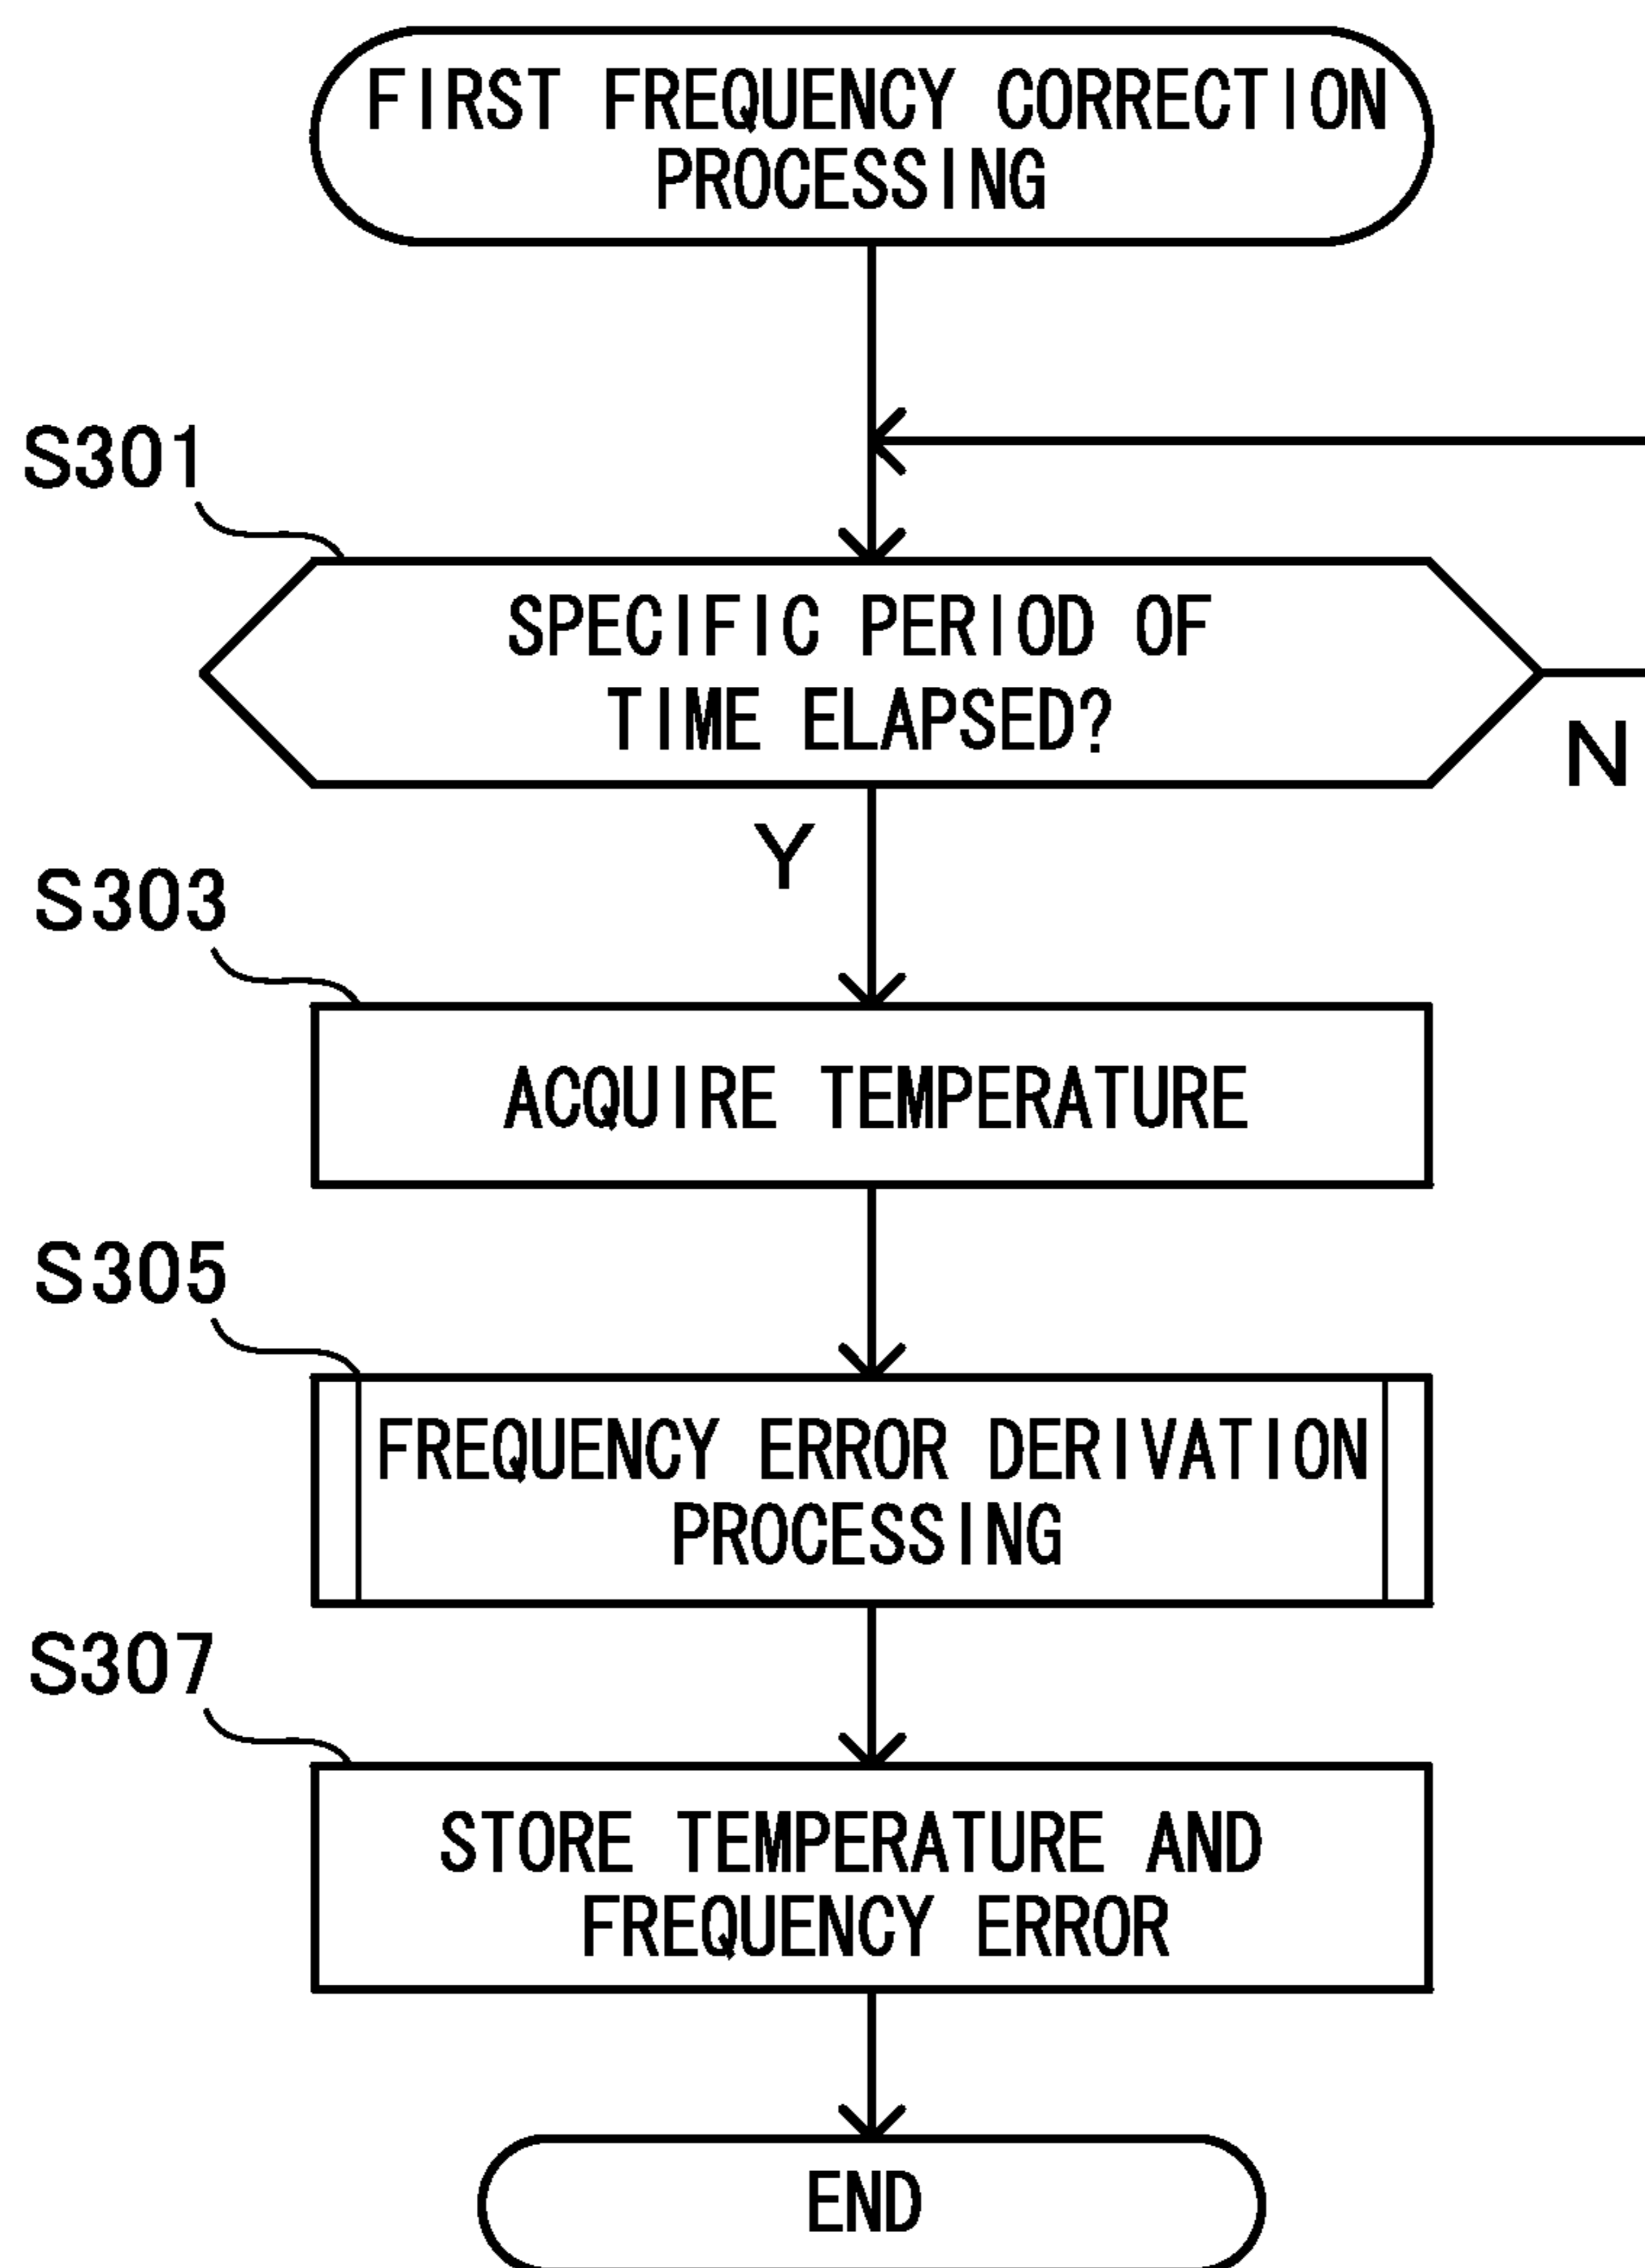 FIRST FREQUENCY CORRECTION
PROCESSING
S301
SPECIFIC PERIOD OF
TIME ELAPSED?
N
Y
S303
ACQUIRE TEMPERATURE
S305
FREQUENCY ERROR DERIVATION
PROCESSING
S307
STORE TEMPERATURE AND
FREQUENCY ERROR
END